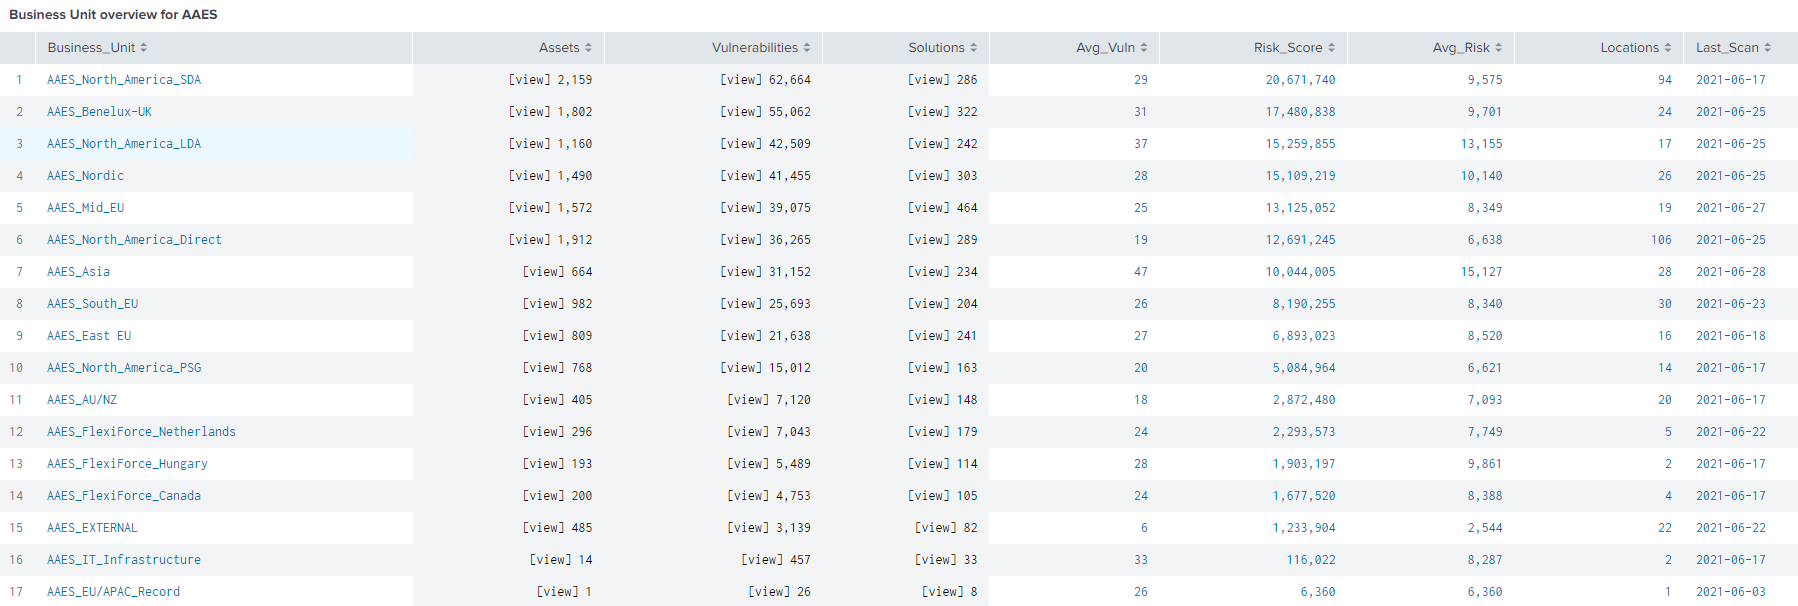 Business Unit overview for AAES
Business_Unit Assets Vulnerabilities Solutions Avg_Vuln Risk_Score Avg_Risk Locations Last_Scan
1 AAES_North_America_SDA [view] 2,159 [view] 62,664 [view] 286 29 20,671,740 9,575 94 2021-06-17
2 AAES_Benelux-UK [view] 1,802 [view] 55,062 [view] 322 31 17,480,838 9,701 24 2021-06-25
3 AAES_North_America_LDA [view] 1,160 [view] 42,509 [view] 242 37 15,259,855 13,155 17 2021-06-25
4 AAES_Nordic [view] 1,490 [view] 41,455 [view] 303 28 15,109,219 10,140 26 2021-06-25
5 AAES_Mid_EU [view] 1,572 [view] 39,075 [view] 464 25 13,125,052 8,349 19 2021-06-27
6 AAES_North_America_Direct [view] 1,912 [view] 36,265 [view] 289 19 12,691,245 6,638 106 2021-06-25
7 AAES_Asia [view] 664 [view] 31,152 [view] 234 47 10,044,005 15,127 28 2021-06-28
8 AAES_South_EU [view] 982 [view] 25,693 [view] 204 26 8,190,255 8,340 30 2021-06-23
9 AAES_East EU [view] 809 [view] 21,638 [view] 241 27 6,893,023 8,520 16 2021-06-18
10 AAES_North_America_PSG [view] 768 [view] 15,012 [view] 163 20 5,084,964 6,621 14 2021-06-17
11 AAES_AU/NZ [view] 405 [view] 7,120 [view] 148 18 2,872,480 7,093 20 2021-06-17
12 AAES_FlexiForce_Netherlands [view] 296 [view] 7,043 [view] 179 24 2,293,573 7,749 5 2021-06-22
13 AAES_FlexiForce_Hungary [view] 193 [view] 5,489 [view] 114 28 1,903,197 9,861 2 2021-06-17
14 AAES_FlexiForce_Canada [view] 200 [view] 4,753 [view] 105 24 1,677,520 8,388 4 2021-06-17
15 AAES_EXTERNAL [view] 485 [view] 3,139 [view] 82 6 1,233,904 2,544 22 2021-06-22
16 AAES_IT_Infrastructure [view] 14 [view] 457 [view] 33 33 116,022 8,287 2 2021-06-17
17 AAES_EU/APAC_Record [view] 1 [view] 26 [view] 8 26 6,360 6,360 1 2021-06-03